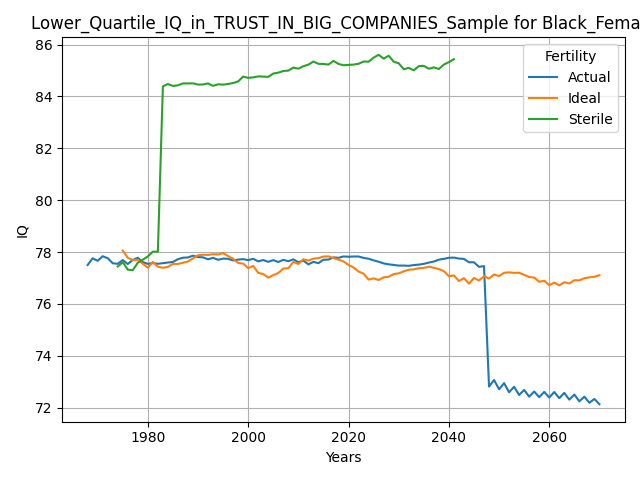 Lower_Quartile_IQ_in_TRUST_IN_BIG_COMPANIES_Sample for Black_Fema
86
84
82
80
78
76
74
72
IQ
1980
2000
2020
2040
2060
Years
Fertility
Actual
Ideal
Sterile